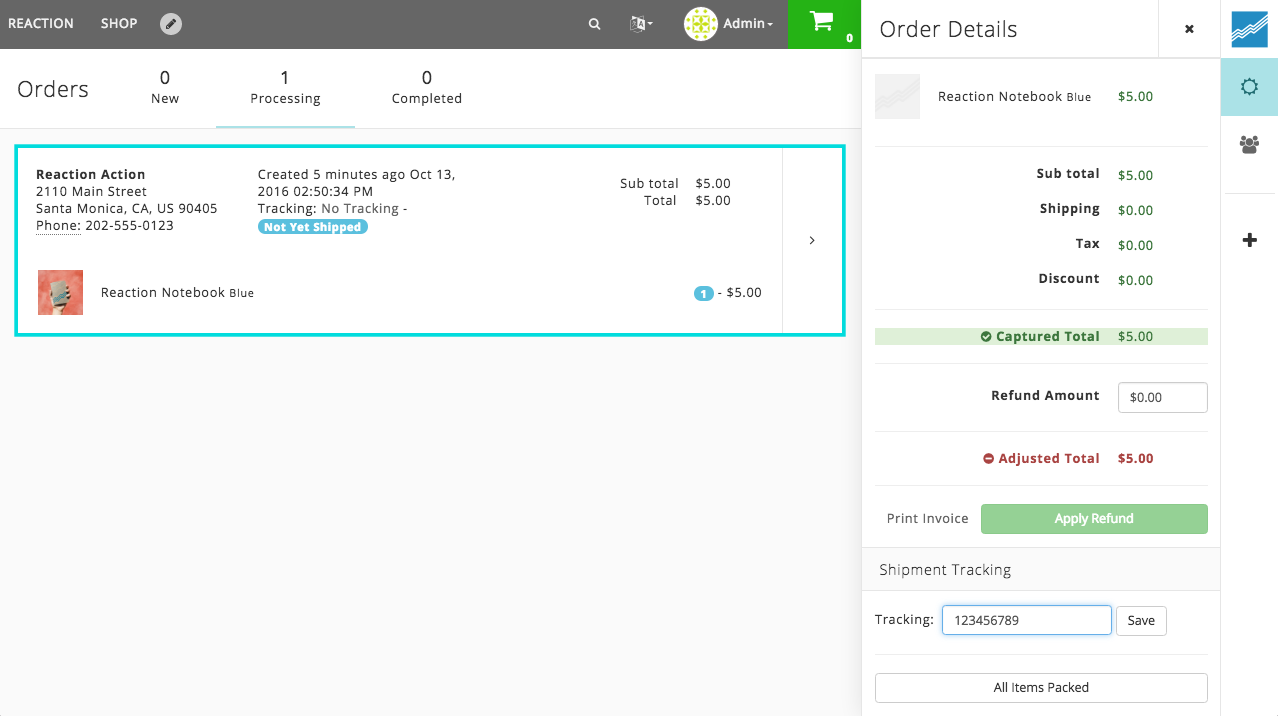 REACTION SHOP Admin 0
Orders
0 New
1 Processing
0 Completed
Reaction Action
2110 Main Street
Santa Monica, CA, US 90405
Phone: 202-555-0123
Created 5 minutes ago Oct 13,
2016 02:50:34 PM
Tracking: No Tracking -
Not Yet Shipped
Sub total $5.00
Total $5.00
Reaction Notebook Blue
1 - $5.00
Order Details
Reaction Notebook Blue $5.00
Sub total $5.00
Shipping $0.00
Tax $0.00
Discount $0.00
Captured Total $5.00
Refund Amount $0.00
Adjusted Total $5.00
Print Invoice Apply Refund
Shipment Tracking
Tracking: 123456789 Save
All Items Packed